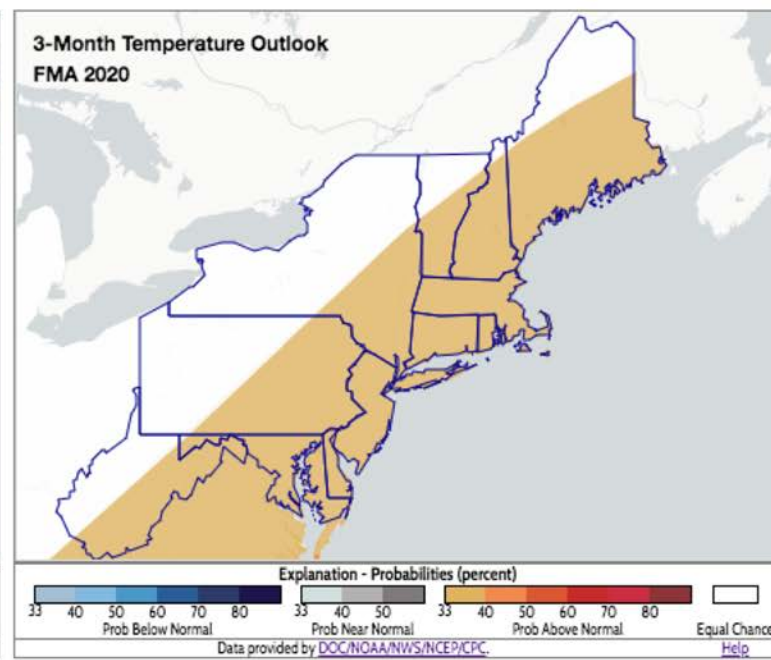 3-Month Temperature Outlook
FMA 2020
Explanation - Probabilities (percent)
33 40 50 60 70 80 33 40 50 33 40 50 60 70 80
Prob Below Normal Prob Near Normal Prob Above Normal Equal Chance
Data provided by DOC/NOAA/NWS/NCEP/CPC. Help